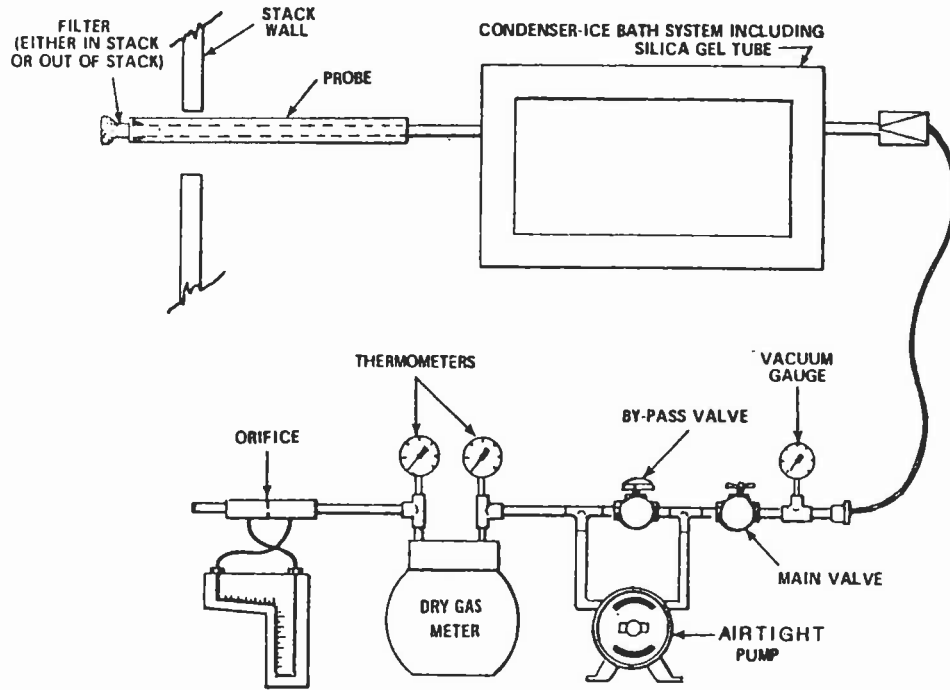 FILTER
(EITHER IN STACK
OR OUT OF STACK)
STACK
WALL
PROBE
CONDENSER-ICE BATH SYSTEM INCLUDING
SILICA GEL TUBE
THERMOMETERS
VACUUM
GAUGE
BY-PASS VALVE
ORIFICE
MAIN VALVE
DRY GAS
METER
AIRTIGHT
PUMP